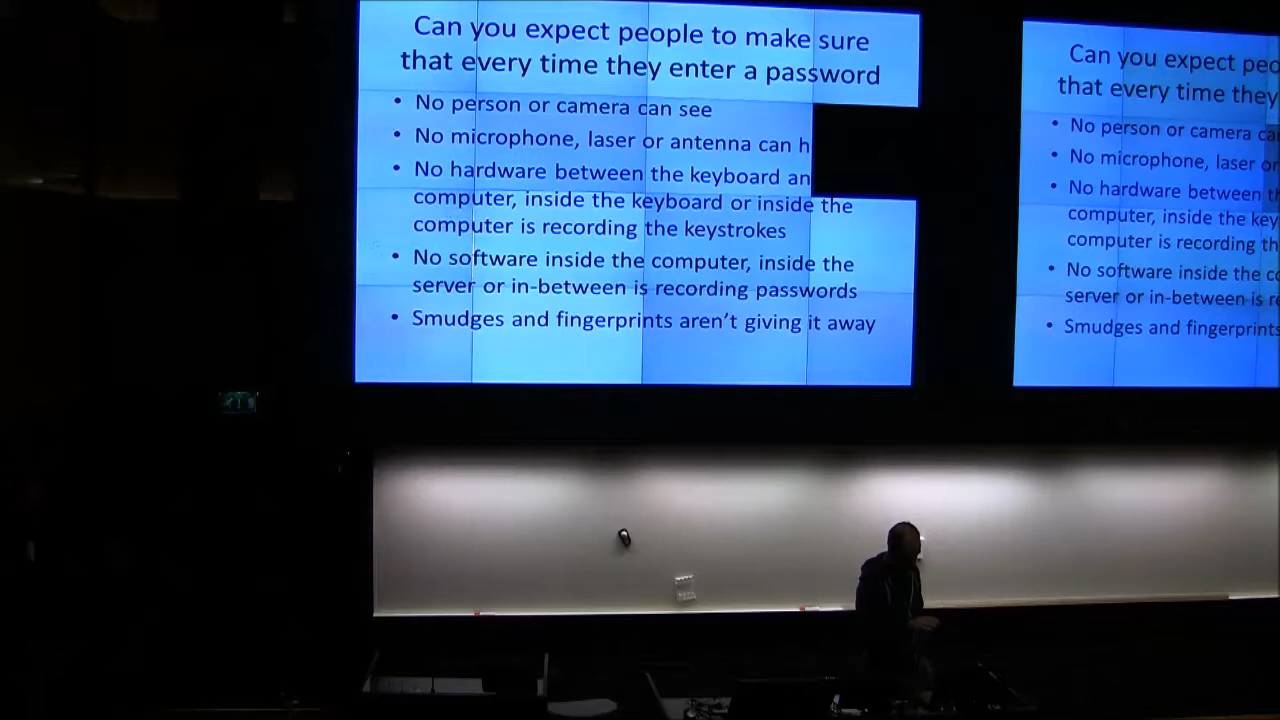 Can you expect people to make sure
that every time they enter a password
• No person or camera can see
• No microphone, laser or antenna can h
• No hardware between the keyboard an
computer, inside the keyboard or inside the
computer is recording the keystrokes
• No software inside the computer, inside the
server or in-between is recording passwords
• Smudges and fingerprints aren't giving it away
Can you expect peo
that every time they
• No person or camera ca
• No microphone, laser or
• No hardware between t
computer, inside the key
computer is recording th
• No software inside the c
server or in-between is r
• Smudges and fingerprints